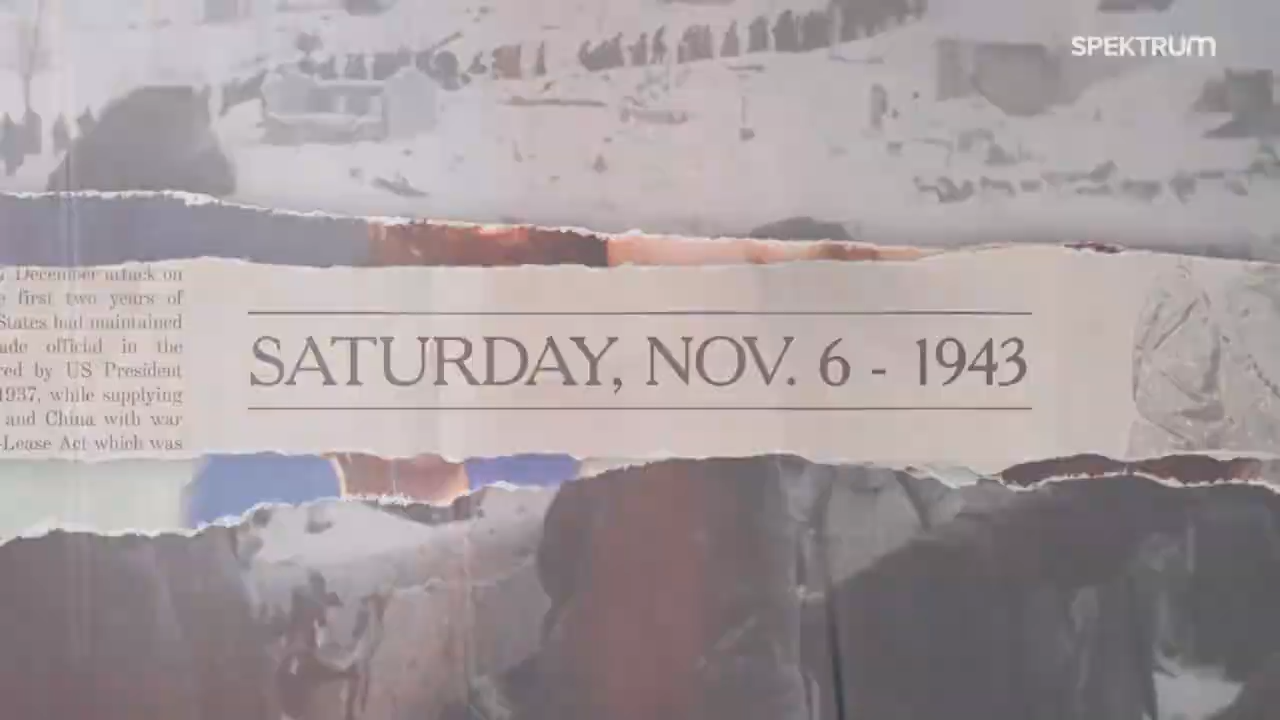 SPEKTRUM
December attack on
first two years of
States had maintained
ade official in the
red by US President
1937, while supplying
and China with war
-Lease Act which was
SATURDAY, NOV. 6 - 1943